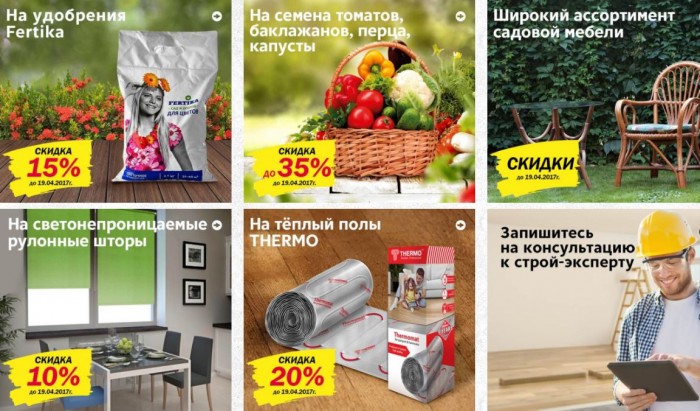 На удобрения
Fertika
FERTIKA
ДЛЯ ЦВЕТОВ
СКИДКА
15%
до 19.04.2017г.
На семена томатов,
баклажанов, перца,
капусты
СКИДКА
до 35%
до 19.04.2017г.
Широкий ассортимент
садовой мебели
СКИДКИ
до 19.04.2017г.
На светонепроницаемые
рулонные шторы
СКИДКА
10%
до 19.04.2017г.
На тёплый полы
THERMO
THERMO
Thermomat
СКИДКА
20%
до 19.04.2017г.
Запишитесь
на консультацию
к строй-эксперту